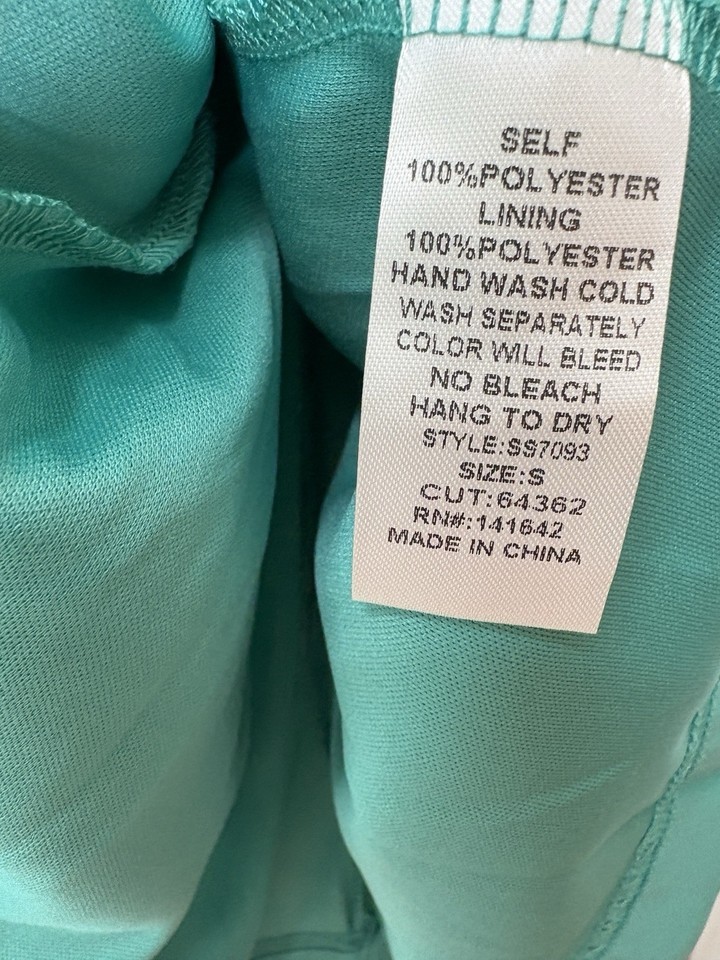 SELF
100%POLYESTER
LINING
100%POLYESTER
HAND WASH COLD
WASH SEPARATELY
COLOR WILL BLEED
NO BLEACH
HANG TO DRY
STYLE:SS7093
SIZE:S
CUT:64362
RN#:141642
MADE IN CHINA